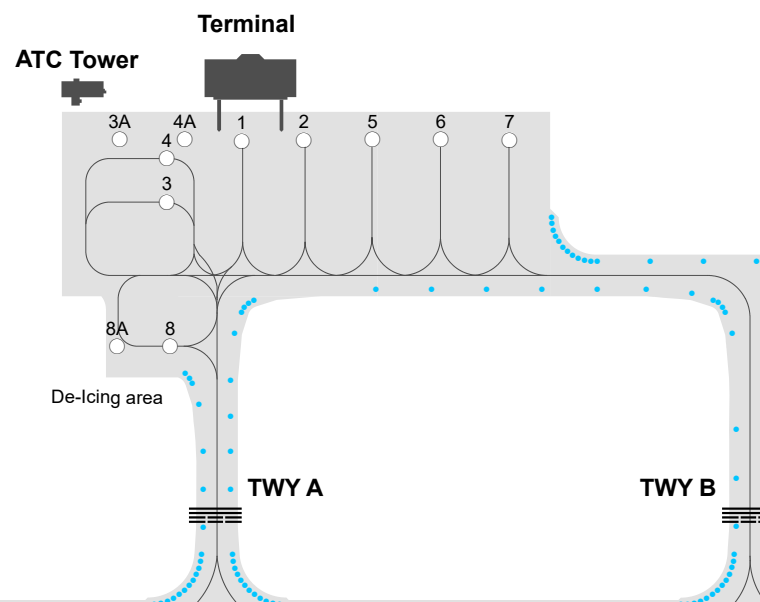 Terminal
ATC Tower
3A 4A 1 2 5 6 7
4
3
8A 8
De-Icing area
TWY A TWY B